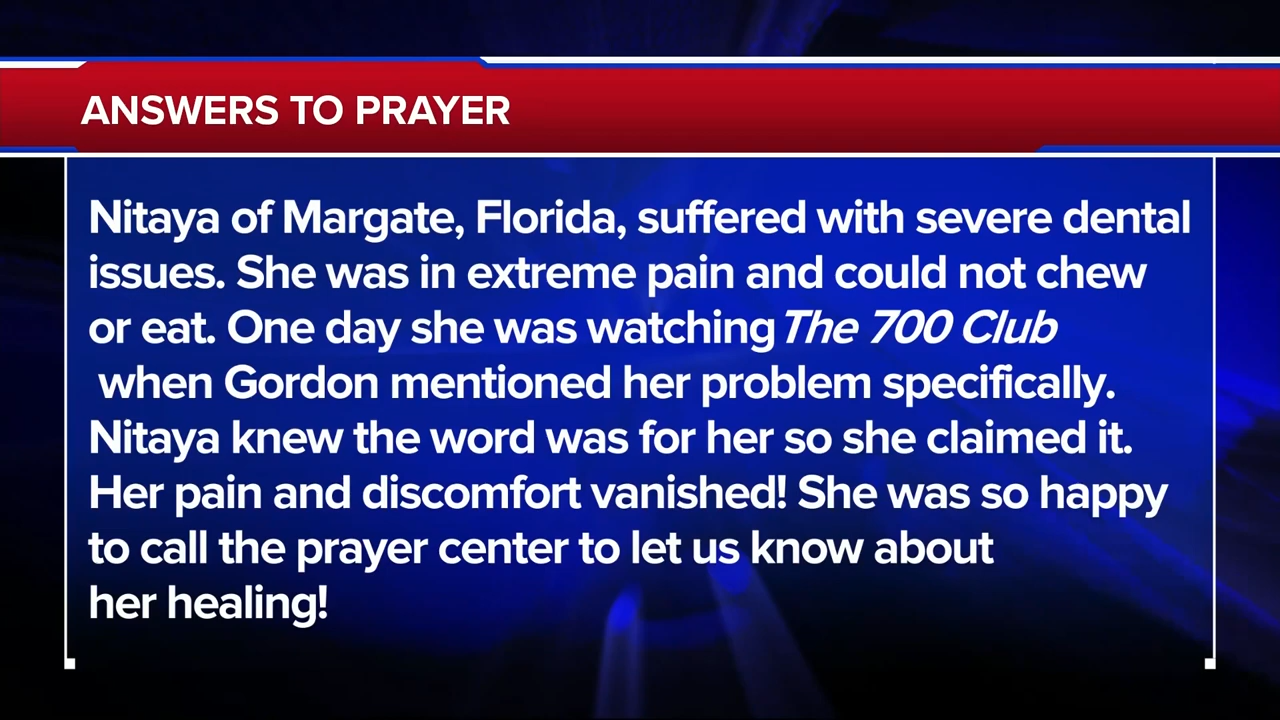 ANSWERS TO PRAYER
Nitaya of Margate, Florida, suffered with severe dental
issues. She was in extreme pain and could not chew
or eat. One day she was watching The 700 Club
when Gordon mentioned her problem specifically.
Nitaya knew the word was for her so she claimed it.
Her pain and discomfort vanished! She was so happy
to call the prayer center to let us know about
her healing!